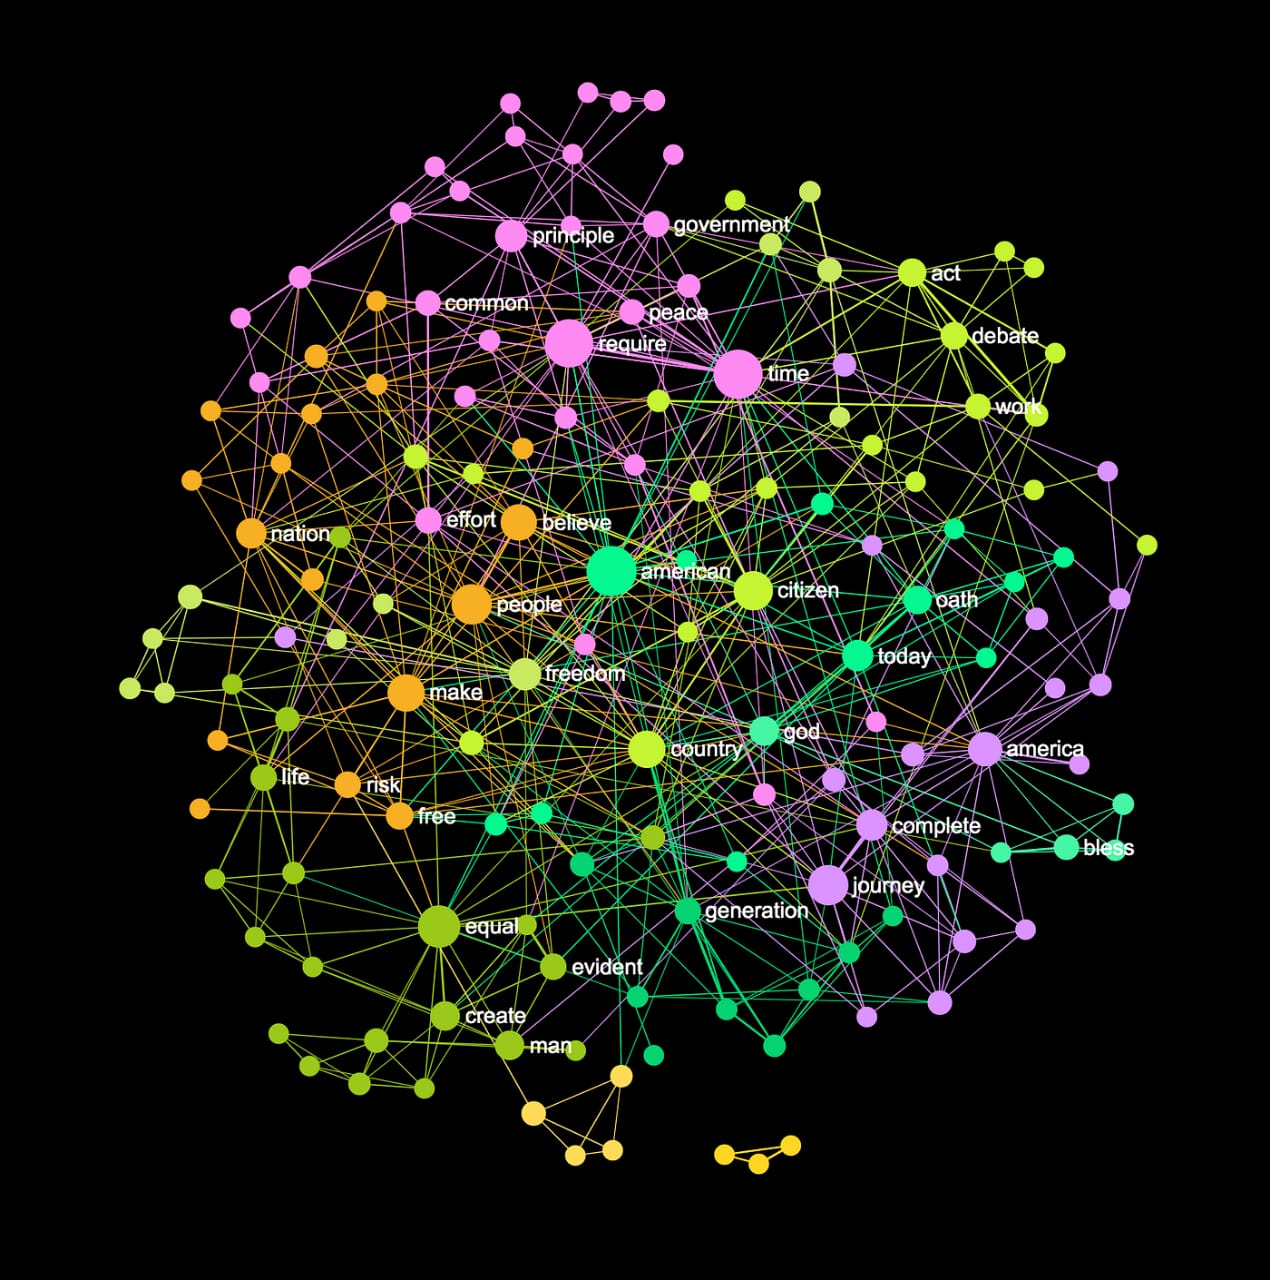 government
principle
act
common
peace
debate
require
time
work
effort
believe
nation
american
citizen
people
oath
today
freedom
make
god
country
america
life
risk
free
complete
bless
journey
generation
equal
evident
create
man